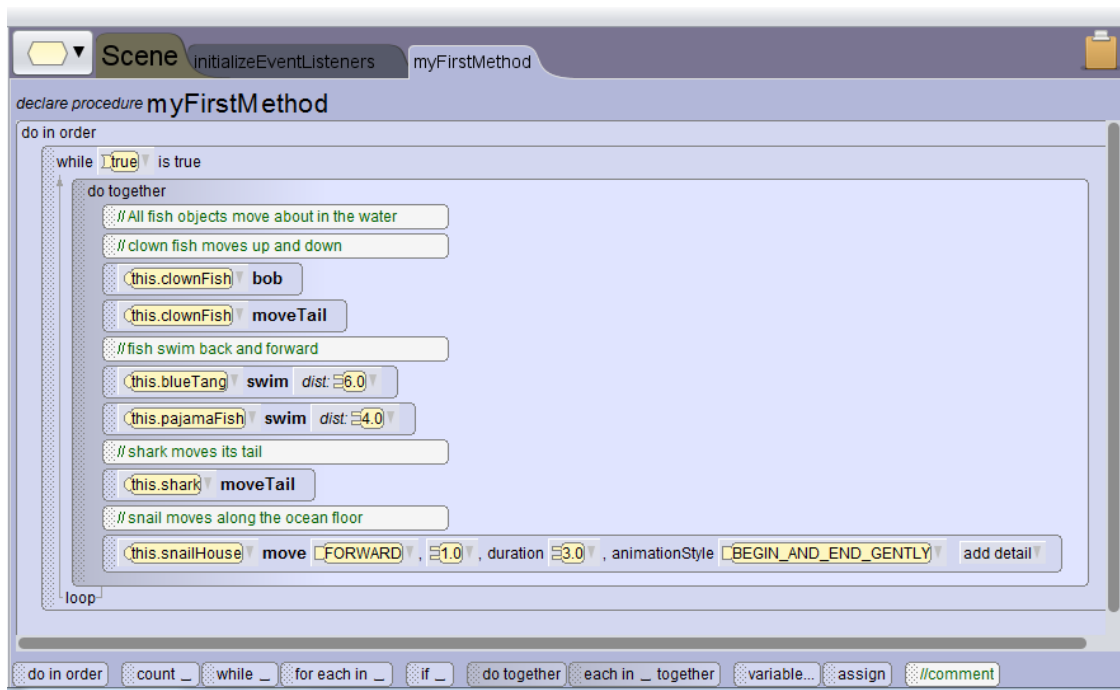 Scene initializeEventListeners myFirstMethod
declare procedure myFirstMethod
do in order
while true is true
do together
// All fish objects move about in the water
// clown fish moves up and down
this.clownFish bob
this.clownFish moveTail
// fish swim back and forward
this.blueTang swim dist: 6.0
this.pajamaFish swim dist: 4.0
// shark moves its tail
this.shark moveTail
// snail moves along the ocean floor
this.snailHouse move FORWARD , 1.0 , duration 3.0 , animationStyle BEGIN_AND_END_GENTLY add detail
loop
do in order count _ while _ for each in _ if _ do together each in _ together variable... assign //comment